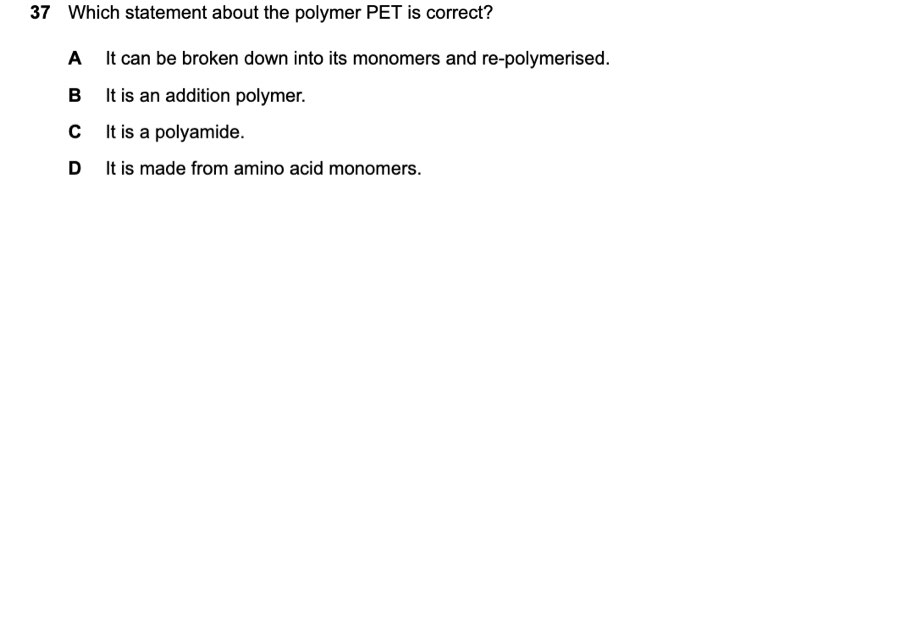 37 Which statement about the polymer PET is correct?
A It can be broken down into its monomers and re-polymerised.
B It is an addition polymer.
C It is a polyamide.
D It is made from amino acid monomers.